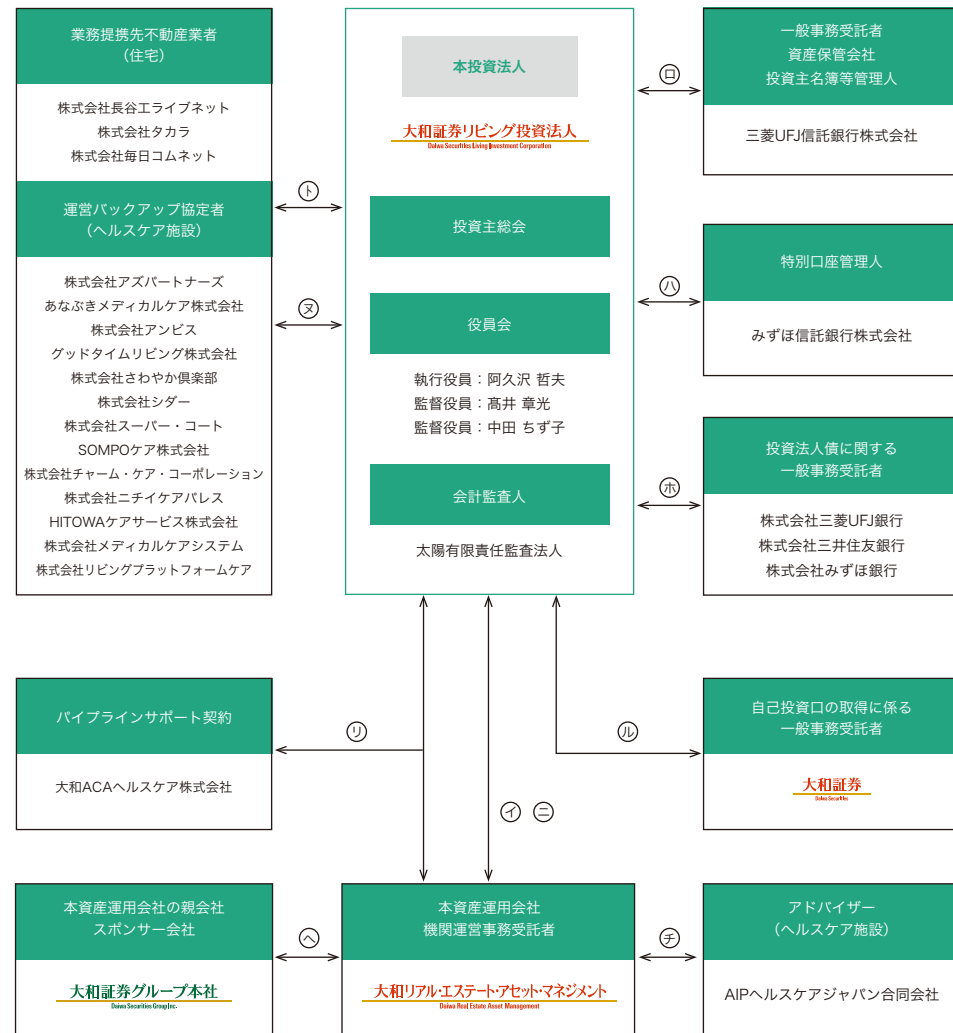 業務提携先不動産業者
（住宅）
株式会社長谷工ライブネット
株式会社タカラ
株式会社毎日コムネット
運営バックアップ協定者
（ヘルスケア施設）
株式会社アズパートナーズ
あなぶきメディカルケア株式会社
株式会社アンビス
グッドタイムリビング株式会社
株式会社さわやか倶楽部
株式会社シダー
株式会社スーパー・コート
SOMPOケア株式会社
株式会社チャーム・ケア・コーポレーション
株式会社ニチイケアパレス
HITOWAケアサービス株式会社
株式会社メディカルケアシステム
株式会社リビングプラットフォームケア
ト
ヌ
本投資法人
大和証券リビング投資法人
Daiwa Securities Living Investment Corporation
投資主総会
役員会
執行役員：阿久沢 哲夫
監督役員：髙井 章光
監督役員：中田 ちず子
会計監査人
太陽有限責任監査法人
ロ
ハ
ホ
一般事務受託者
資産保管会社
投資主名簿等管理人
三菱UFJ信託銀行株式会社
特別口座管理人
みずほ信託銀行株式会社
投資法人債に関する
一般事務受託者
株式会社三菱UFJ銀行
株式会社三井住友銀行
株式会社みずほ銀行
パイプラインサポート契約
大和ACAヘルスケア株式会社
リ
イ ニ
ル
自己投資口の取得に係る
一般事務受託者
大和証券
Daiwa Securities
本資産運用会社の親会社
スポンサー会社
大和証券グループ本社
Daiwa Securities Group Inc.
ヘ
本資産運用会社
機関運営事務受託者
大和リアル・エステート・アセット・マネジメント
Daiwa Real Estate Asset Management
チ
アドバイザー
（ヘルスケア施設）
AIPヘルスケアジャパン合同会社